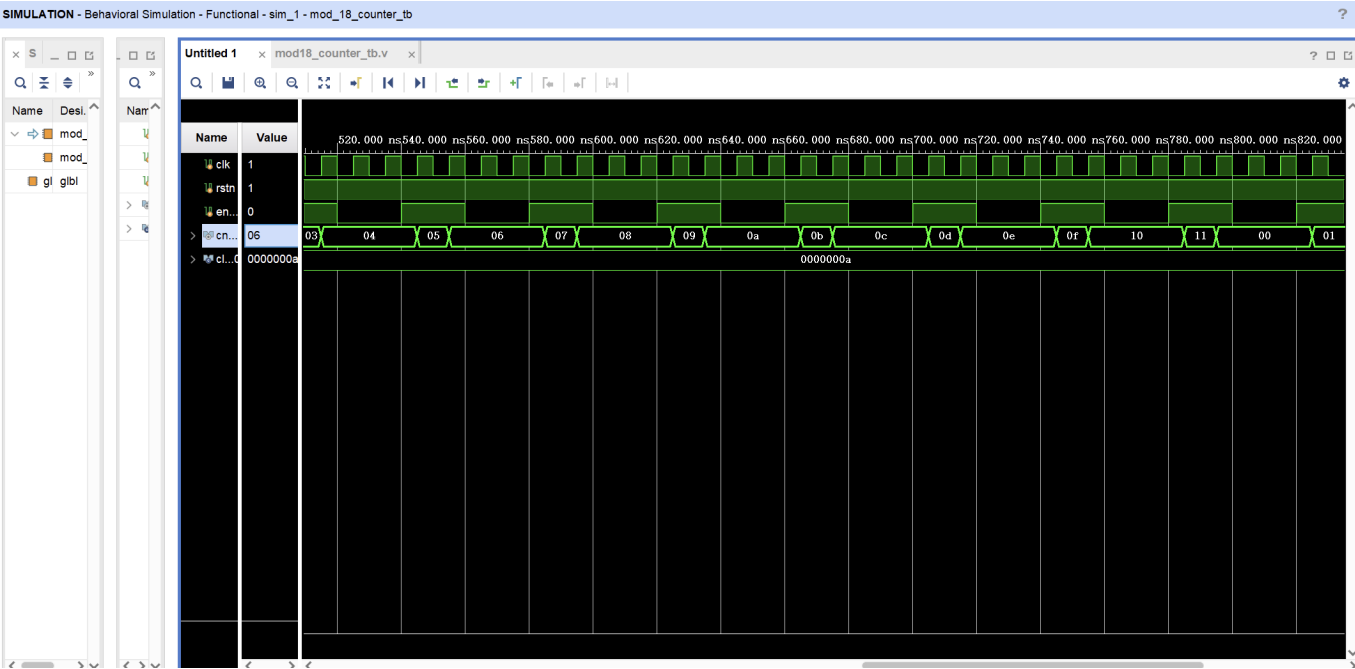 SIMULATION - Behavioral Simulation - Functional - sim_1 - mod_18_counter_tb ?
× S
Untitled 1 × mod18_counter_tb.v × ?
» »
Name Desi.
mod_
mod_
gl glbl
Nam
Name Value
clk 1
rstn 1
en... 0
cn... 06
cl...0 0000000a
520.000 ns 540.000 ns 560.000 ns 580.000 ns 600.000 ns 620.000 ns 640.000 ns 660.000 ns 680.000 ns 700.000 ns 720.000 ns 740.000 ns 760.000 ns 780.000 ns 800.000 ns 820.000
03 04 05 06 07 08 09 0a 0b 0c 0d 0e 0f 10 11 00 01
0000000a